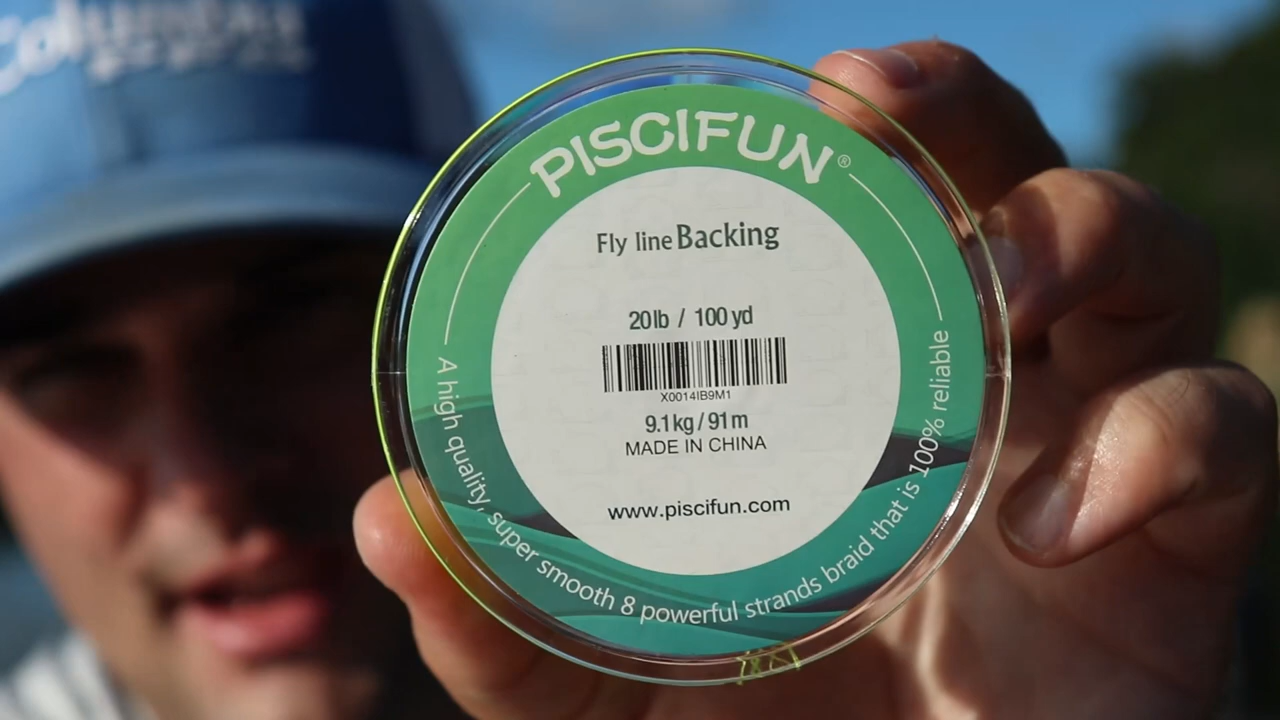 Columbia
PISCIFUN®
Fly line Backing
20lb / 100yd
X0014IB9M1
9.1kg/91m
MADE IN CHINA
www.piscifun.com
A high quality, super smooth 8 powerful strands braid that is 100% reliable